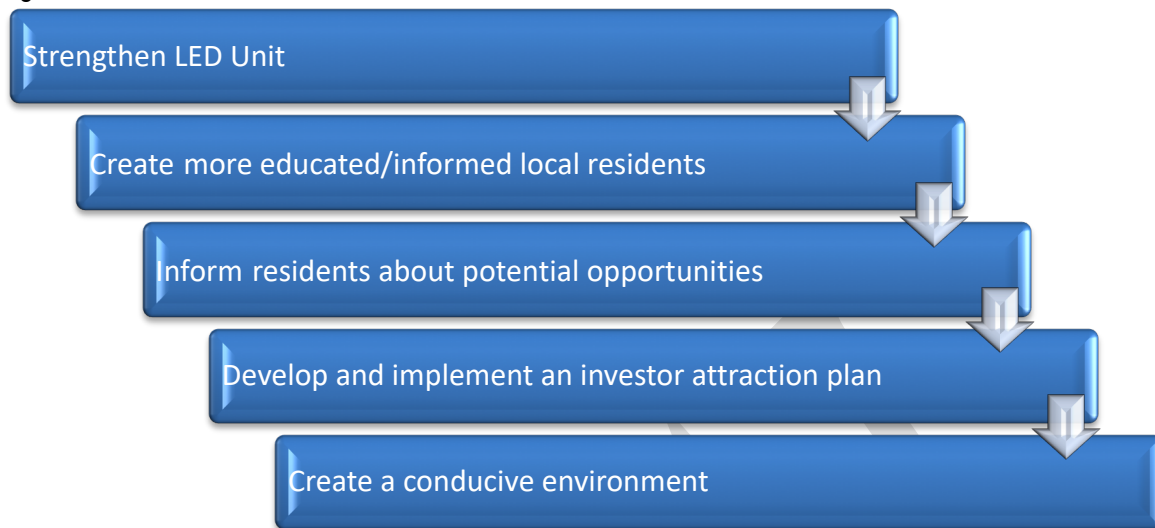 Strengthen LED Unit
Create more educated/informed local residents
Inform residents about potential opportunities
Develop and implement an investor attraction plan
Create a conducive environment